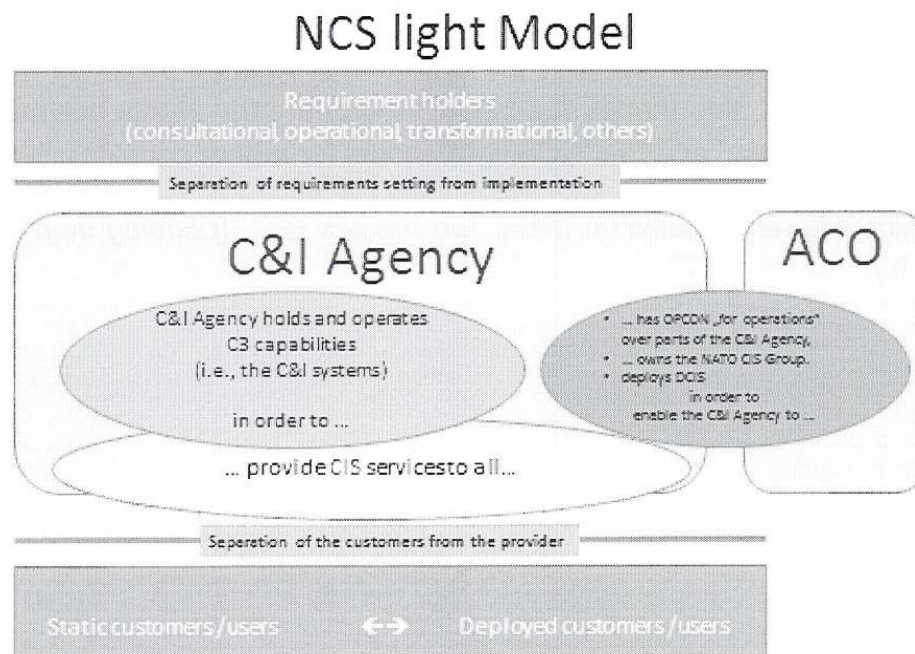 NCS light Model
Requirement holders
(consultational, operational, transformational, others)
Separation of requirements setting from implementation
C&I Agency
ACO
C&I Agency holds and operates
C3 capabilities
(i.e., the C&I systems)
in order to ...
• ... has OPCON „for operations"
over parts of the C&I Agency,
• ... owns the NATO CIS Group.
• deploys DCIS
in order to
enable the C&I Agency to ...
... provide CIS servicesto all...
Separation of the customers from the provider
Static customers/users ↔ Deployed customers/users